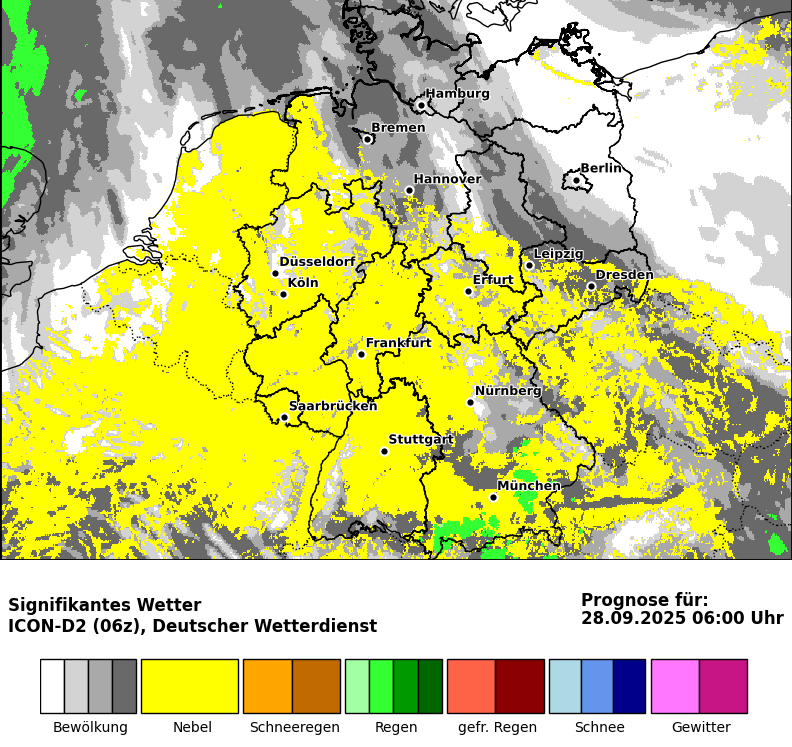 Hamburg
Bremen
Berlin
Hannover
Leipzig
Düsseldorf
Dresden
Köln
Erfurt
Frankfurt
Nürnberg
Saarbrücken
Stuttgart
München
Signifikantes Wetter
ICON-D2 (06z), Deutscher Wetterdienst
Prognose für:
28.09.2025 06:00 Uhr
Bewölkung
Nebel
Schneeregen
Regen
gefr. Regen
Schnee
Gewitter